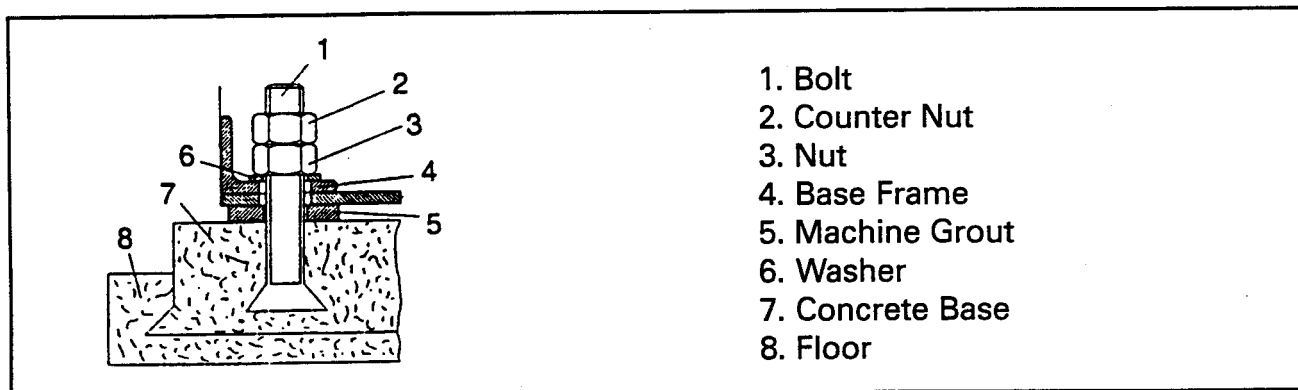 1
2
3
6
4
7
5
8
1. Bolt
2. Counter Nut
3. Nut
4. Base Frame
5. Machine Grout
6. Washer
7. Concrete Base
8. Floor